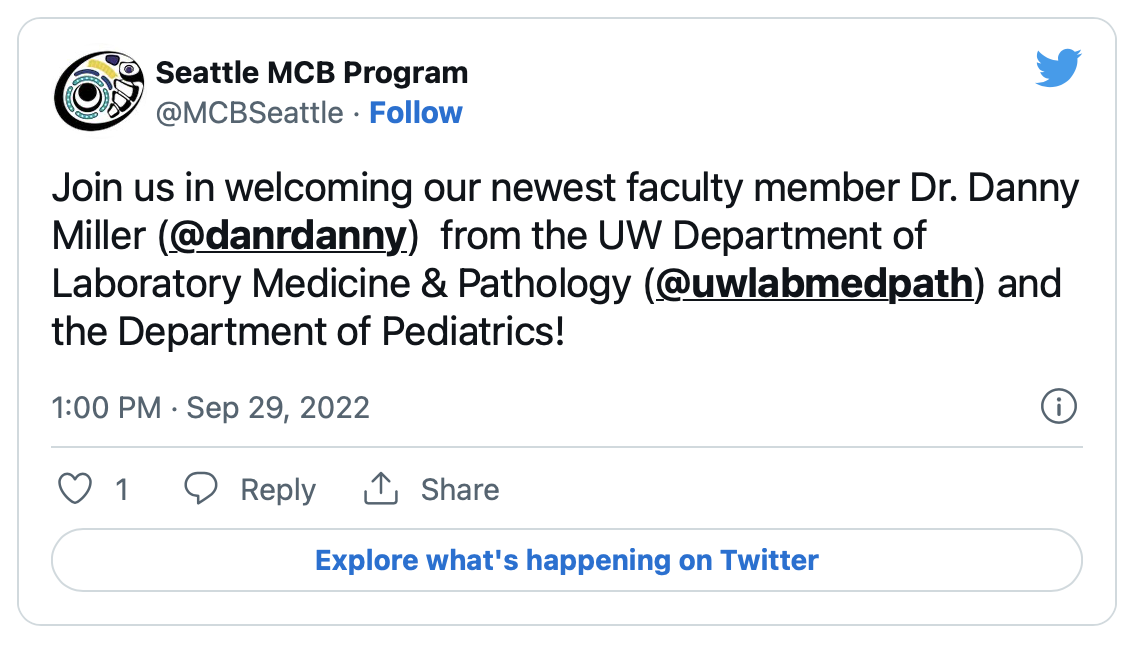 Seattle MCB Program
@MCBSeattle · Follow
Join us in welcoming our newest faculty member Dr. Danny
Miller (@danrdanny)  from the UW Department of
Laboratory Medicine & Pathology (@uwlabmedpath) and
the Department of Pediatrics!
1:00 PM · Sep 29, 2022
1 Reply Share
Explore what's happening on Twitter